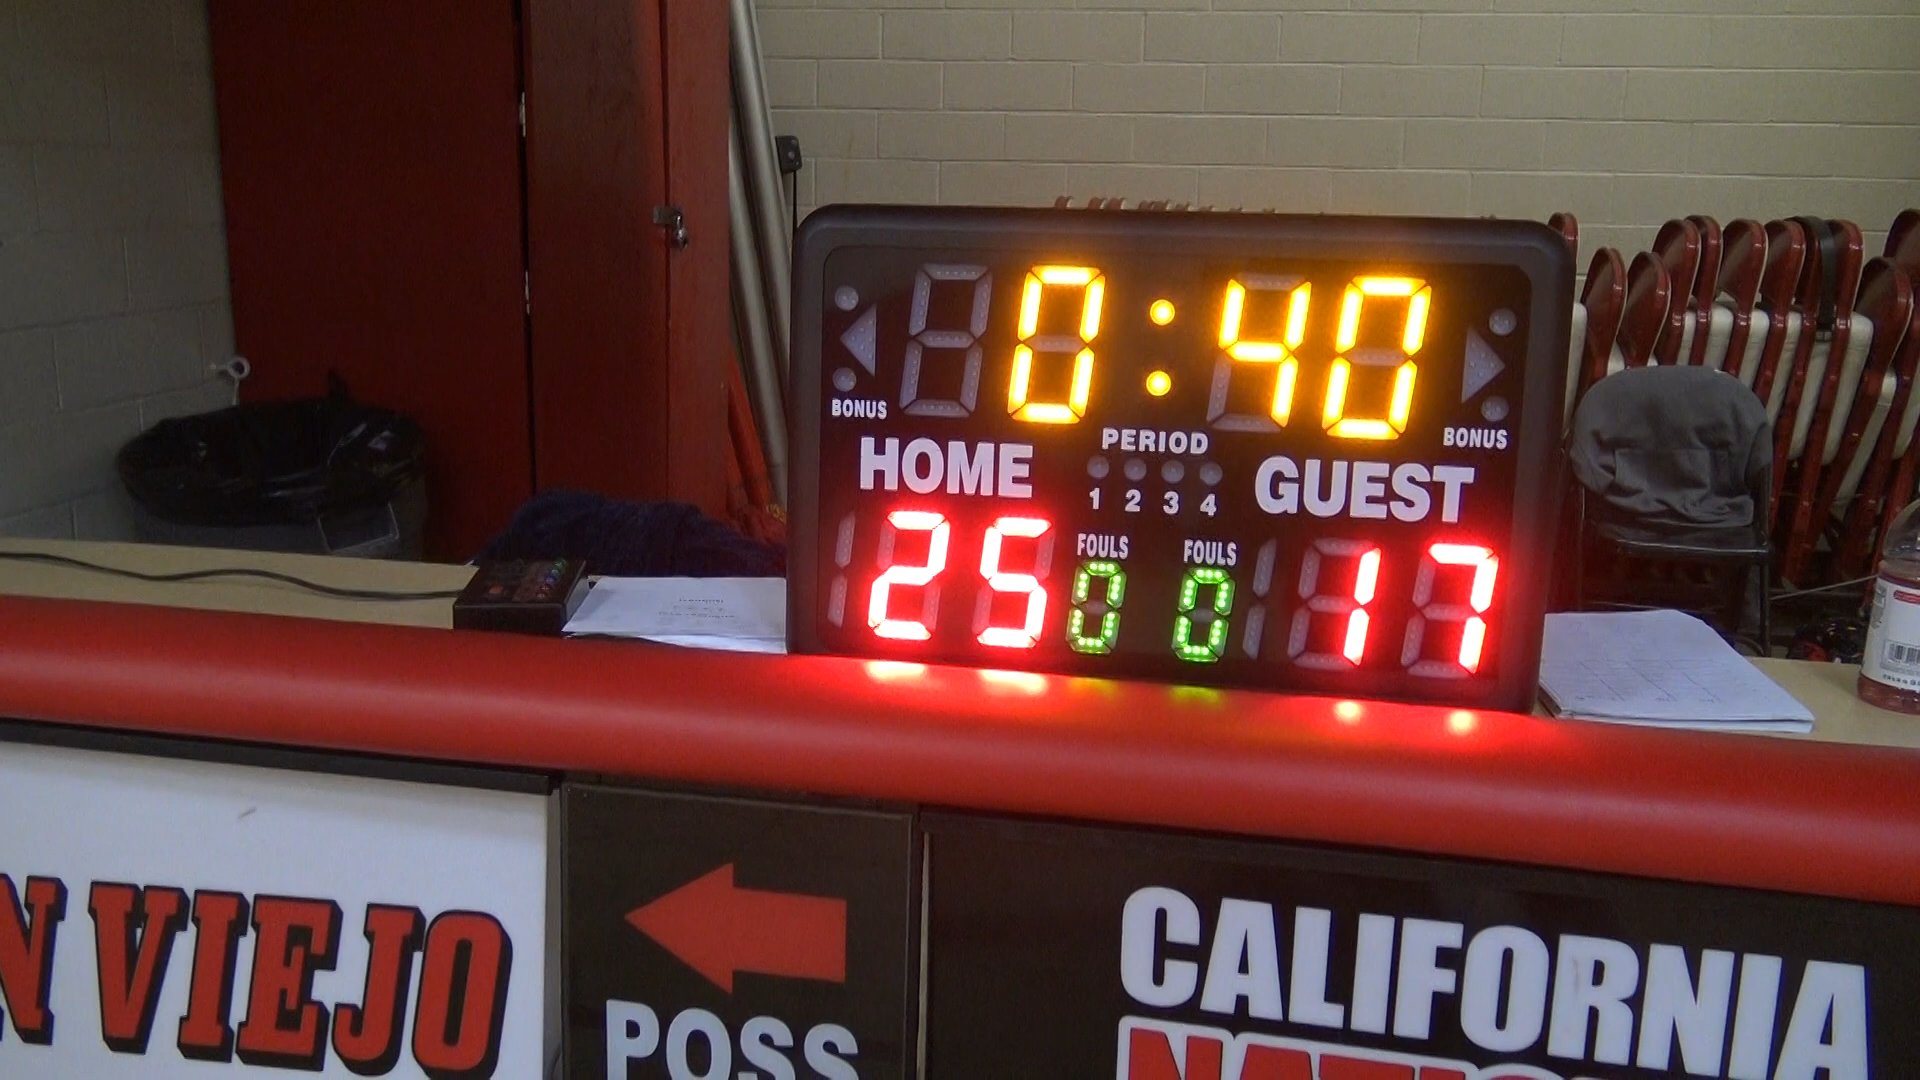 0:40
BONUS
BONUS
PERIOD
HOME
GUEST
1 2 3 4
25
17
FOULS
FOULS
0
0
N VIEJO
POSS
CALIFORNIA